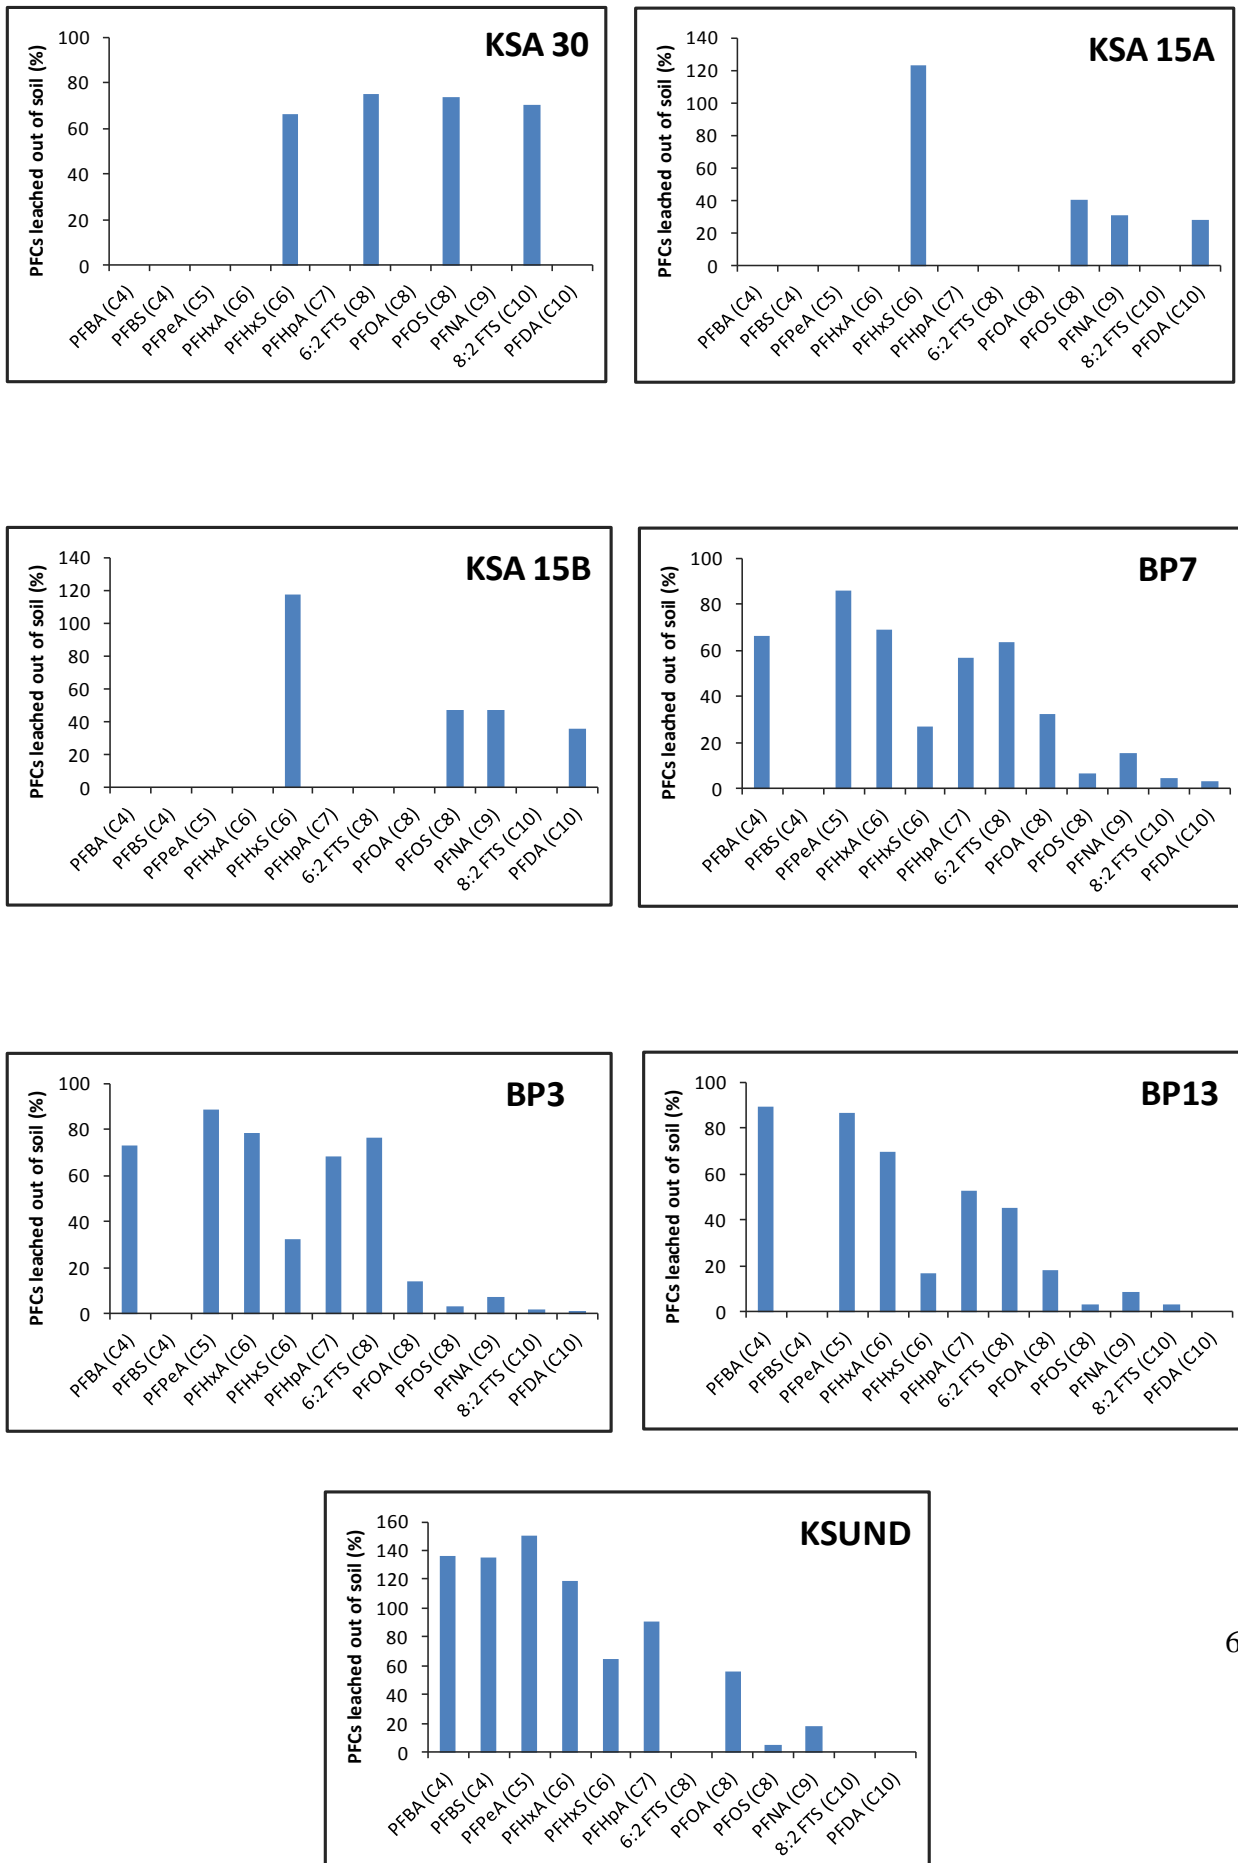 KSA 30
PFCs leached out of soil (%)
100
80
60
40
20
0
PFBA (C4)
PFBS (C4)
PFPeA (C5)
PFHxA (C6)
PFHxS (C6)
PFHpA (C7)
6:2 FTS (C8)
PFOA (C8)
PFOS (C8)
PFNA (C9)
8:2 FTS (C10)
PFDA (C10)
KSA 15A
PFCs leached out of soil (%)
140
120
100
80
60
40
20
0
PFBA (C4)
PFBS (C4)
PFPeA (C5)
PFHxA (C6)
PFHxS (C6)
PFHpA (C7)
6:2 FTS (C8)
PFOA (C8)
PFOS (C8)
PFNA (C9)
8:2 FTS (C10)
PFDA (C10)
KSA 15B
PFCs leached out of soil (%)
140
120
100
80
60
40
20
0
PFBA (C4)
PFBS (C4)
PFPeA (C5)
PFHxA (C6)
PFHxS (C6)
PFHpA (C7)
6:2 FTS (C8)
PFOA (C8)
PFOS (C8)
PFNA (C9)
8:2 FTS (C10)
PFDA (C10)
BP7
PFCs leached out of soil (%)
100
80
60
40
20
0
PFBA (C4)
PFBS (C4)
PFPeA (C5)
PFHxA (C6)
PFHxS (C6)
PFHpA (C7)
6:2 FTS (C8)
PFOA (C8)
PFOS (C8)
PFNA (C9)
8:2 FTS (C10)
PFDA (C10)
BP3
PFCs leached out of soil (%)
100
80
60
40
20
0
PFBA (C4)
PFBS (C4)
PFPeA (C5)
PFHxA (C6)
PFHxS (C6)
PFHpA (C7)
6:2 FTS (C8)
PFOA (C8)
PFOS (C8)
PFNA (C9)
8:2 FTS (C10)
PFDA (C10)
BP13
PFCs leached out of soil (%)
100
80
60
40
20
0
PFBA (C4)
PFBS (C4)
PFPeA (C5)
PFHxA (C6)
PFHxS (C6)
PFHpA (C7)
6:2 FTS (C8)
PFOA (C8)
PFOS (C8)
PFNA (C9)
8:2 FTS (C10)
PFDA (C10)
KSUND
PFCs leached out of soil (%)
160
140
120
100
80
60
40
20
0
PFBA (C4)
PFBS (C4)
PFPeA (C5)
PFHxA (C6)
PFHxS (C6)
PFHpA (C7)
6:2 FTS (C8)
PFOA (C8)
PFOS (C8)
PFNA (C9)
8:2 FTS (C10)
PFDA (C10)
6